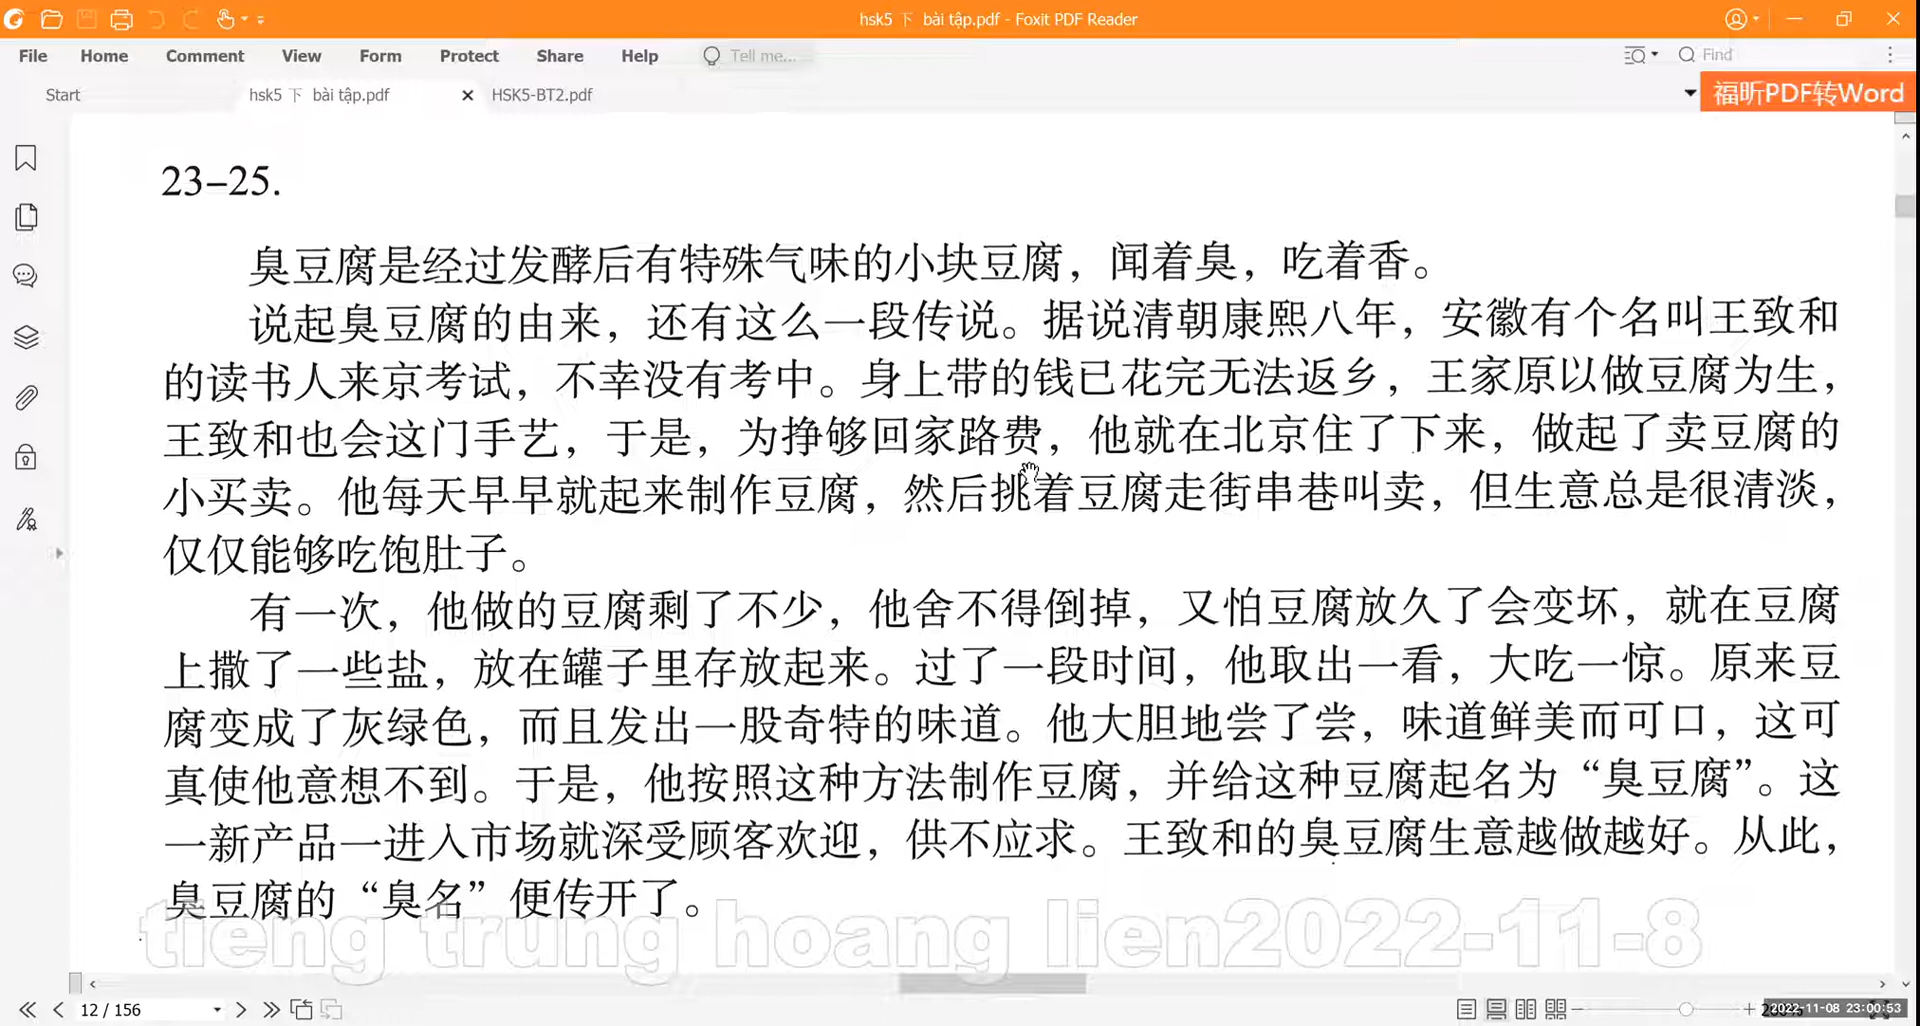 hsk5 下 bài tập.pdf - Foxit PDF Reader
File Home Comment View Form Protect Share Help Tell me... Find
Start hsk5 下 bài tập.pdf HSK5-BT2.pdf 福昕PDF转Word
23–25.
臭豆腐是经过发酵后有特殊气味的小块豆腐，闻着臭，吃着香。
说起臭豆腐的由来，还有这么一段传说。据说清朝康熙八年，安徽有个名叫王致和
的读书人来京考试，不幸没有考中。身上带的钱已花完无法返乡，王家原以做豆腐为生，
王致和也会这门手艺，于是，为挣够回家路费，他就在北京住了下来，做起了卖豆腐的
小买卖。他每天早早就起来制作豆腐，然后挑着豆腐走街串巷叫卖，但生意总是很清淡，
仅仅能够吃饱肚子。
有一次，他做的豆腐剩了不少，他舍不得倒掉，又怕豆腐放久了会变坏，就在豆腐
上撒了一些盐，放在罐子里存放起来。过了一段时间，他取出一看，大吃一惊。原来豆
腐变成了灰绿色，而且发出一股奇特的味道。他大胆地尝了尝，味道鲜美而可口，这可
真使他意想不到。于是，他按照这种方法制作豆腐，并给这种豆腐起名为“臭豆腐”。这
一新产品一进入市场就深受顾客欢迎，供不应求。王致和的臭豆腐生意越做越好。从此，
臭豆腐的“臭名”便传开了。
tieng trung hoang lien2022-11-8
12 / 156 2022-11-08 23:00:53